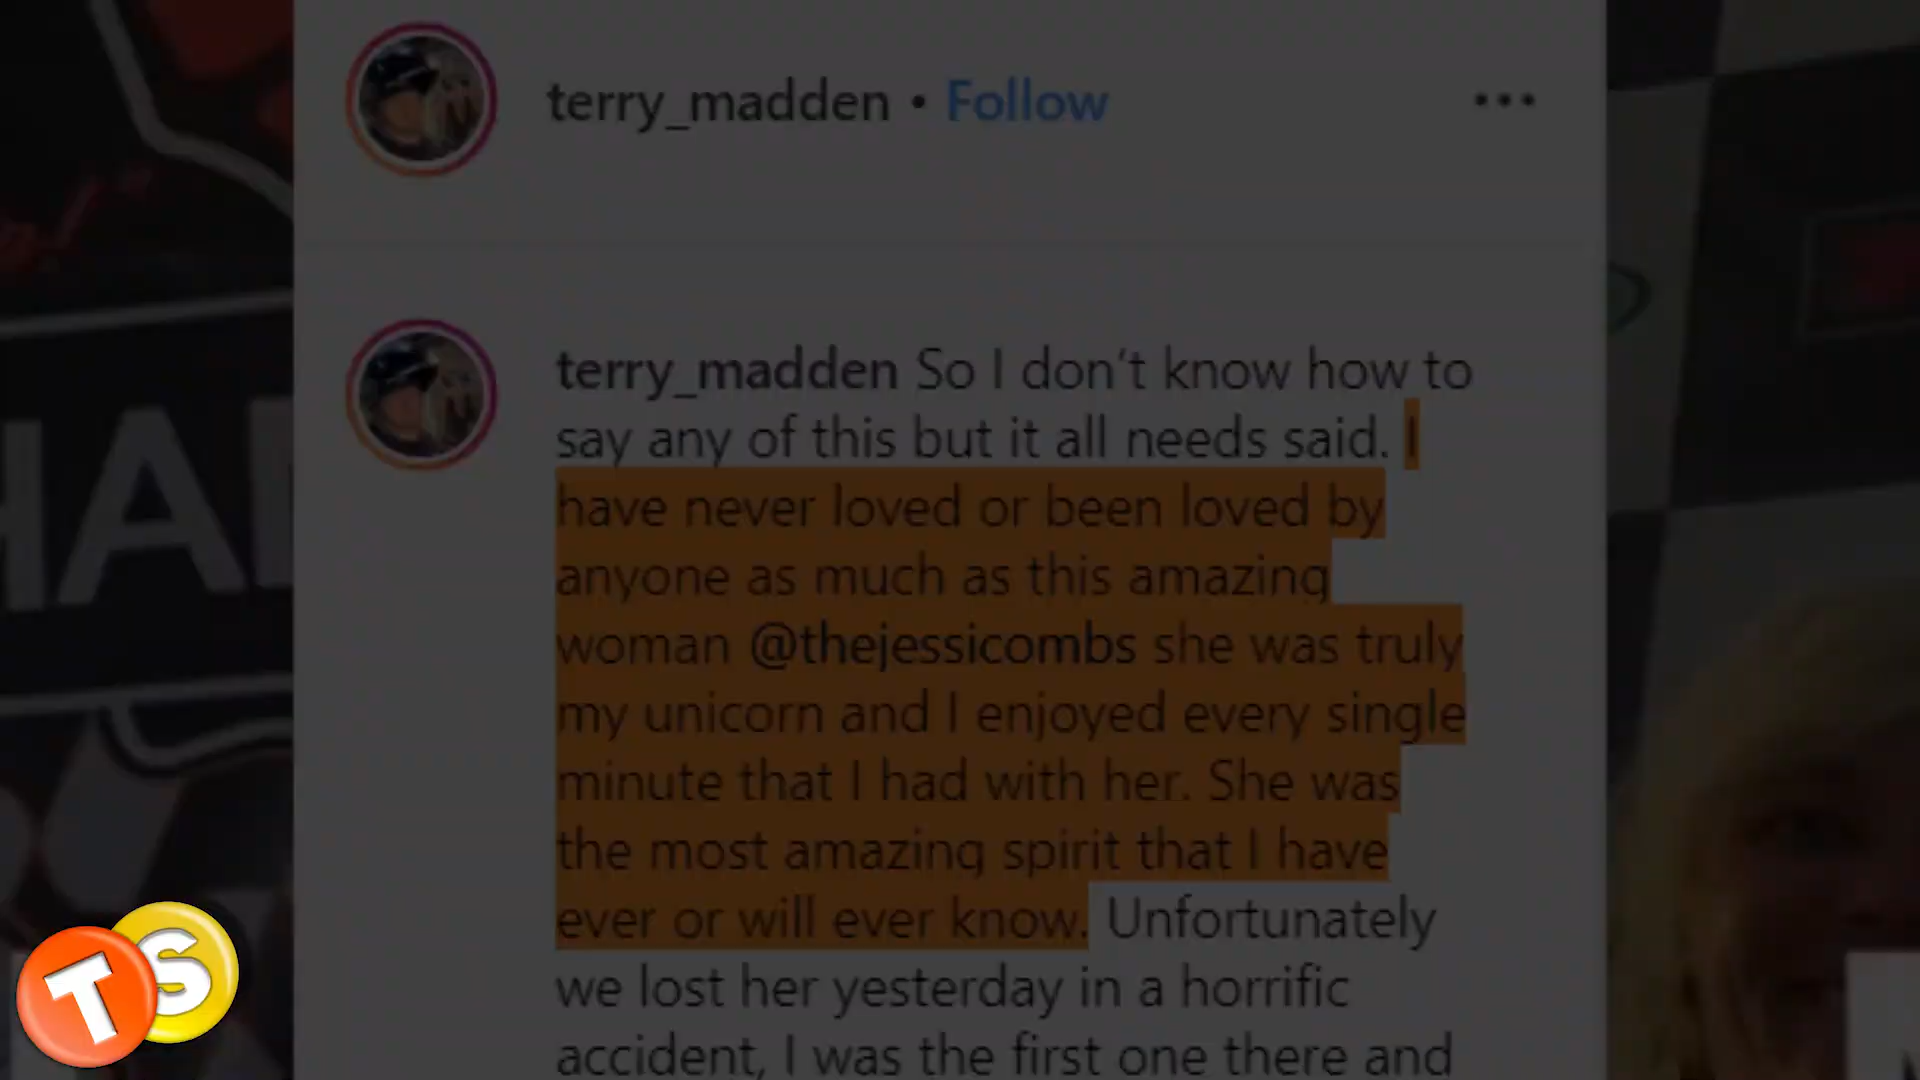 terry_madden • Follow
terry_madden So I don't know how to
say any of this but it all needs said. I
have never loved or been loved by
anyone as much as this amazing
woman @thejessicombs she was truly
my unicorn and I enjoyed every single
minute that I had with her. She was
the most amazing spirit that I have
ever or will ever know. Unfortunately
we lost her yesterday in a horrific
accident, I was the first one there and
HA
TS